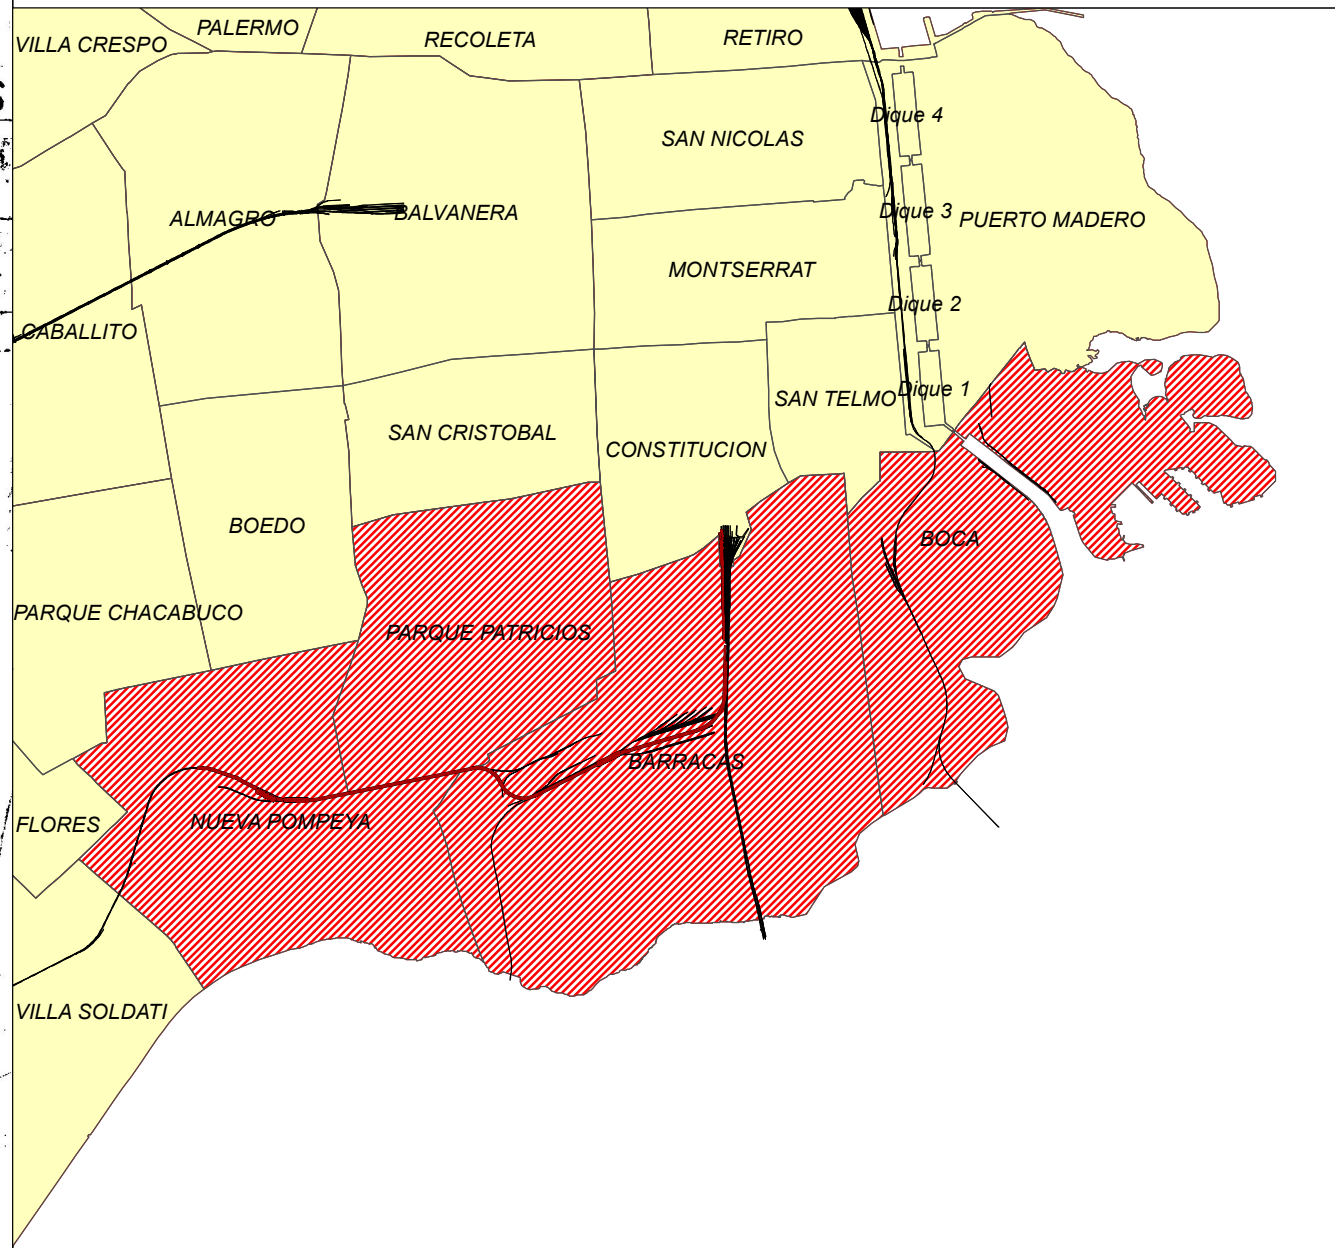 PALERMO
VILLA CRESPO
RECOLETA
RETIRO
Dique 4
SAN NICOLAS
ALMAGRO
BALVANERA
Dique 3
PUERTO MADERO
MONTSERRAT
Dique 2
CABALLITO
Dique 1
SAN TELMO
SAN CRISTOBAL
CONSTITUCION
BOEDO
BOCA
PARQUE CHACABUCO
PARQUE PATRICIOS
BARRACAS
FLORES
NUEVA POMPEYA
VILLA SOLDATI